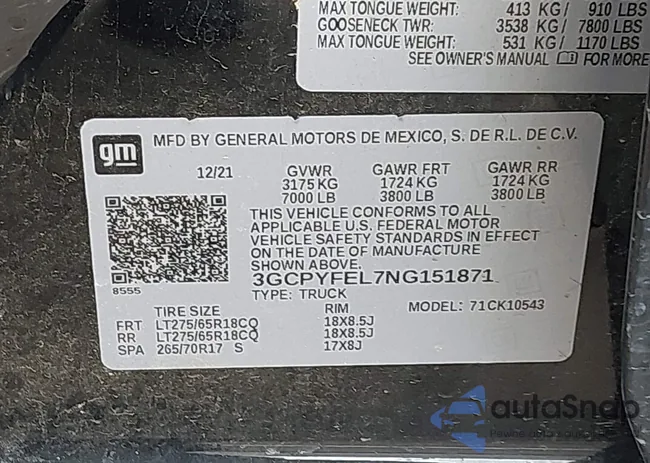 MAX TONGUE WEIGHT: 413 KG/ 910 LBS
GOOSENECK TWR: 3538 KG/ 7800 LBS
MAX TONGUE WEIGHT: 531 KG/ 1170 LBS
SEE OWNER'S MANUAL FOR MORE
gm
MFD BY GENERAL MOTORS DE MEXICO, S. DE R.L. DE C.V.
12/21 GVWR GAWR FRT GAWR RR
3175 KG 1724 KG 1724 KG
7000 LB 3800 LB 3800 LB
THIS VEHICLE CONFORMS TO ALL
APPLICABLE U.S. FEDERAL MOTOR
VEHICLE SAFETY STANDARDS IN EFFECT
ON THE DATE OF MANUFACTURE
SHOWN ABOVE.
3GCPYFEL7NG151871
8555
TYPE: TRUCK
MODEL: 71CK10543
TIRE SIZE RIM
FRT LT275/65R18CQ 18X8.5J
RR LT275/65R18CQ 18X8.5J
SPA 265/70R17 S 17X8J
autoSnap